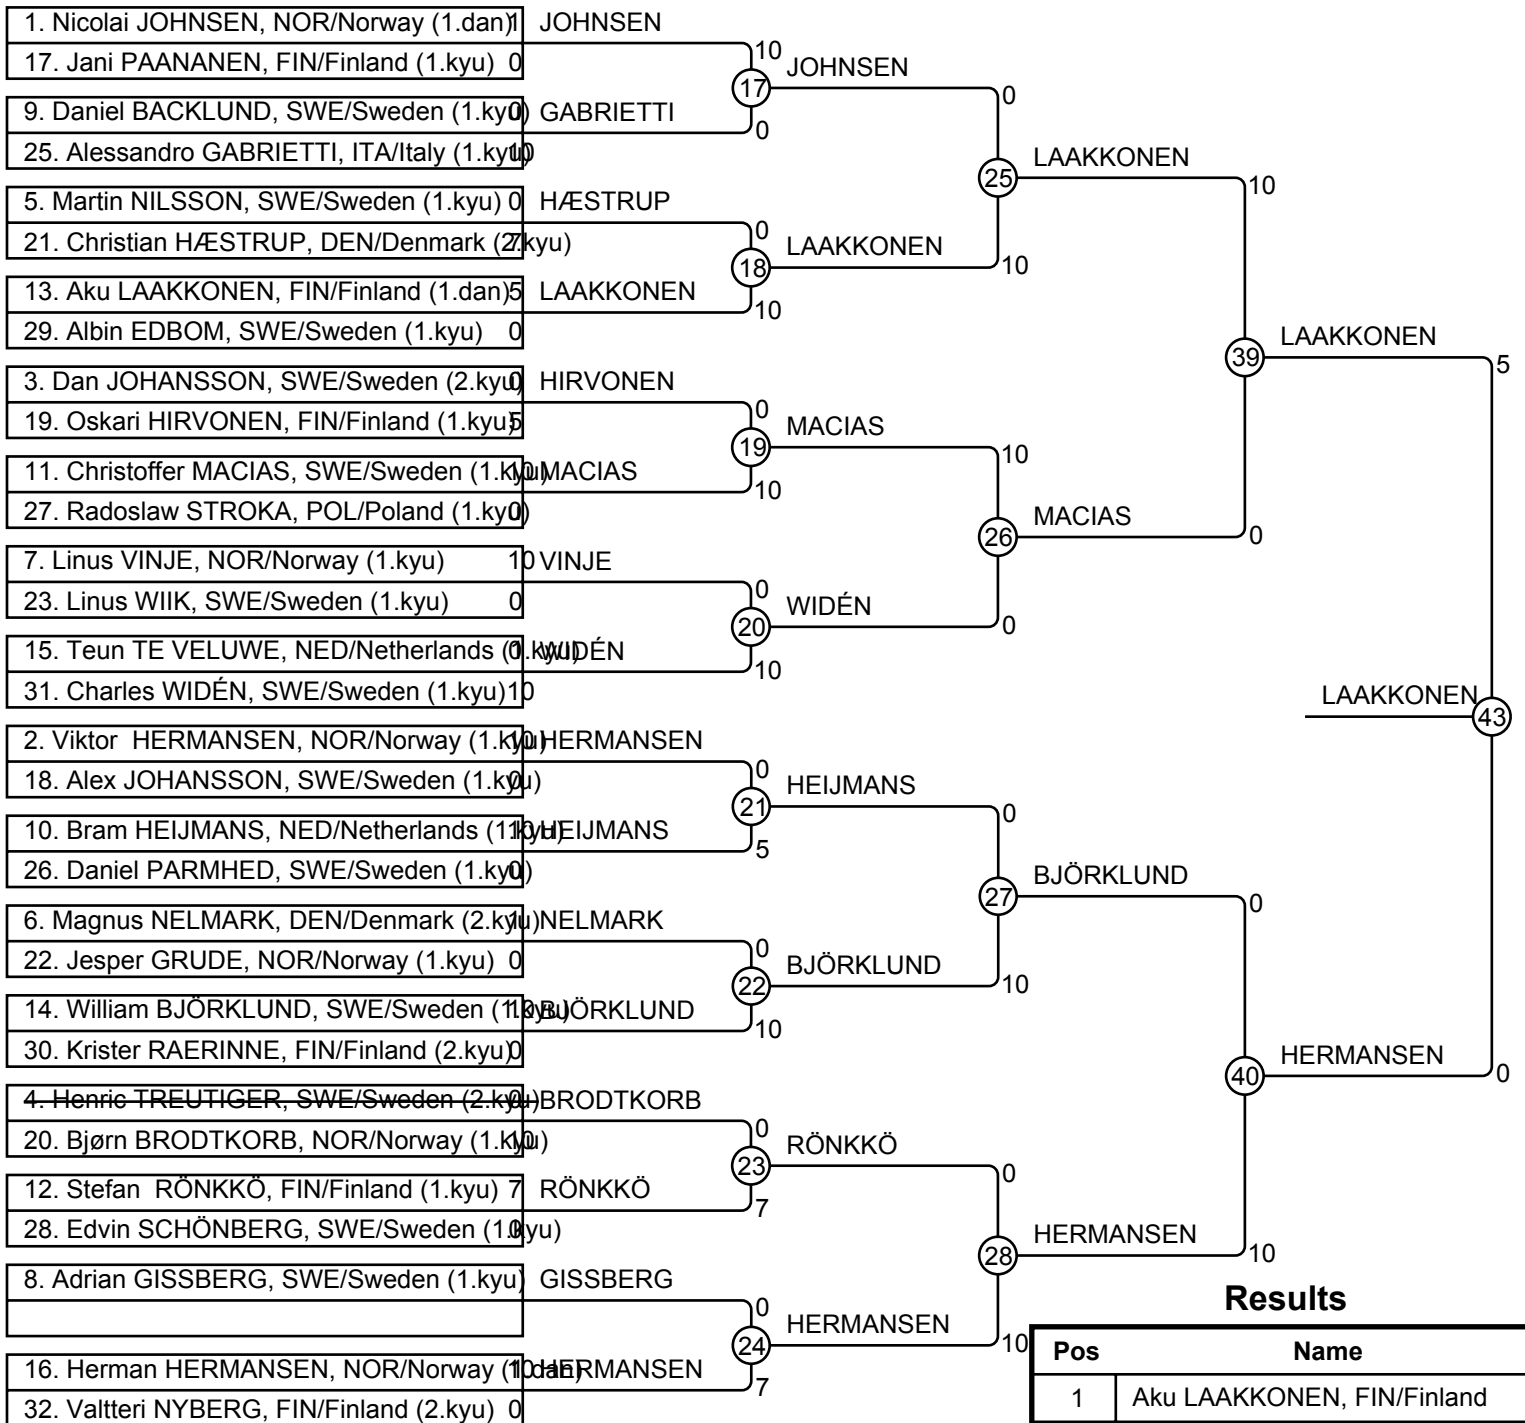 1. Nicolai JOHNSEN, NOR/Norway (1.dan) 1 JOHNSEN
17. Jani PAANANEN, FIN/Finland (1.kyu) 0
10
17
JOHNSEN
0
9. Daniel BACKLUND, SWE/Sweden (1.kyu) 0 GABRIETTI
25. Alessandro GABRIETTI, ITA/Italy (1.kyu) 10
0
25
LAAKKONEN
10
5. Martin NILSSON, SWE/Sweden (1.kyu) 0 HÆSTRUP
21. Christian HÆSTRUP, DEN/Denmark (2.kyu) 7
0
18
LAAKKONEN
10
13. Aku LAAKKONEN, FIN/Finland (1.dan) 5 LAAKKONEN
29. Albin EDBOM, SWE/Sweden (1.kyu) 0
10
39
LAAKKONEN
5
3. Dan JOHANSSON, SWE/Sweden (2.kyu) 0 HIRVONEN
19. Oskari HIRVONEN, FIN/Finland (1.kyu) 5
0
19
MACIAS
10
11. Christoffer MACIAS, SWE/Sweden (1.kyu) 10 MACIAS
27. Radoslaw STROKA, POL/Poland (1.kyu) 0
10
26
MACIAS
0
7. Linus VINJE, NOR/Norway (1.kyu) 10 VINJE
23. Linus WIIK, SWE/Sweden (1.kyu) 0
0
20
WIDÉN
0
15. Teun TE VELUWE, NED/Netherlands (1.kyu) 0 WIDÉN
31. Charles WIDÉN, SWE/Sweden (1.kyu) 10
10
LAAKKONEN
43
2. Viktor HERMANSEN, NOR/Norway (1.kyu) 10 HERMANSEN
18. Alex JOHANSSON, SWE/Sweden (1.kyu) 0
0
21
HEIJMANS
0
10. Bram HEIJMANS, NED/Netherlands (1.kyu) 10 HEIJMANS
26. Daniel PARMHED, SWE/Sweden (1.kyu) 0
5
27
BJÖRKLUND
0
6. Magnus NELMARK, DEN/Denmark (2.kyu) 1 NELMARK
22. Jesper GRUDE, NOR/Norway (1.kyu) 0
0
22
BJÖRKLUND
10
14. William BJÖRKLUND, SWE/Sweden (1.kyu) 10 BJÖRKLUND
30. Krister RAERINNE, FIN/Finland (2.kyu) 0
10
40
HERMANSEN
0
4. Henric TREUTIGER, SWE/Sweden (2.kyu) 0 BRODTKORB
20. Bjørn BRODTKORB, NOR/Norway (1.kyu) 10
0
23
RÖNKKÖ
0
12. Stefan RÖNKKÖ, FIN/Finland (1.kyu) 7 RÖNKKÖ
28. Edvin SCHÖNBERG, SWE/Sweden (1.kyu) 0
7
28
HERMANSEN
10
8. Adrian GISSBERG, SWE/Sweden (1.kyu) GISSBERG
0
24
HERMANSEN
10
16. Herman HERMANSEN, NOR/Norway (1.dan) 10 HERMANSEN
32. Valtteri NYBERG, FIN/Finland (2.kyu) 0
7
Results
Pos Name
1 Aku LAAKKONEN, FIN/Finland